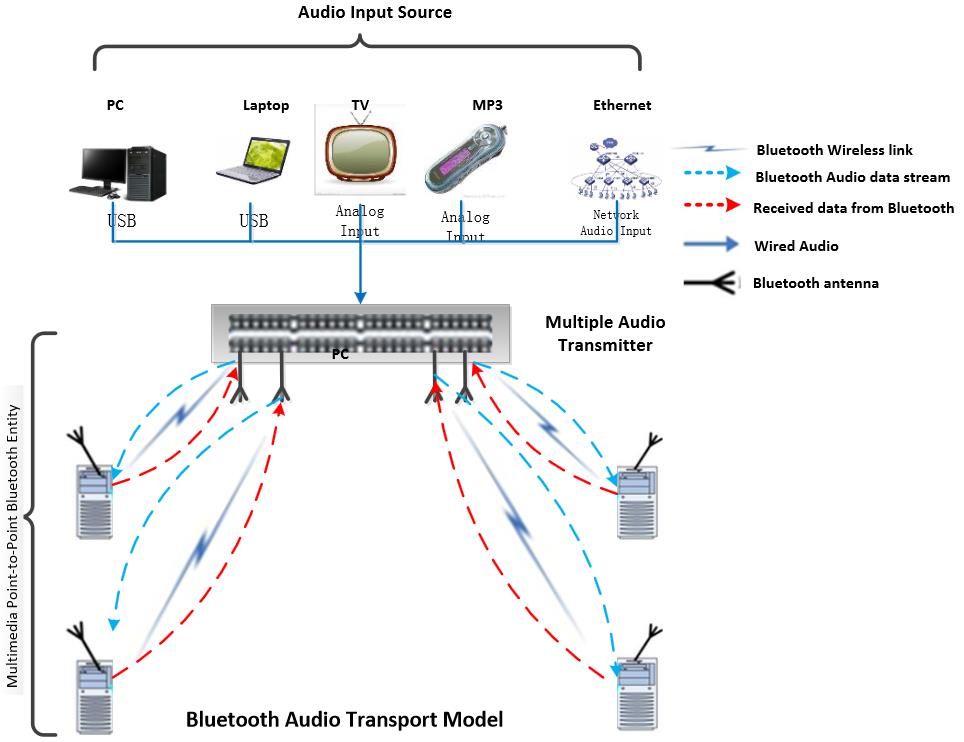 Audio Input Source
PC
Laptop
TV
MP3
Ethernet
USB
USB
Analog
Input
Analog
Input
Network
Audio Input
Bluetooth Wireless link
Bluetooth Audio data stream
Received data from Bluetooth
Wired Audio
Bluetooth antenna
PC
Multiple Audio
Transmitter
Multimedia Point-to-Point Bluetooth Entity
Bluetooth Audio Transport Model